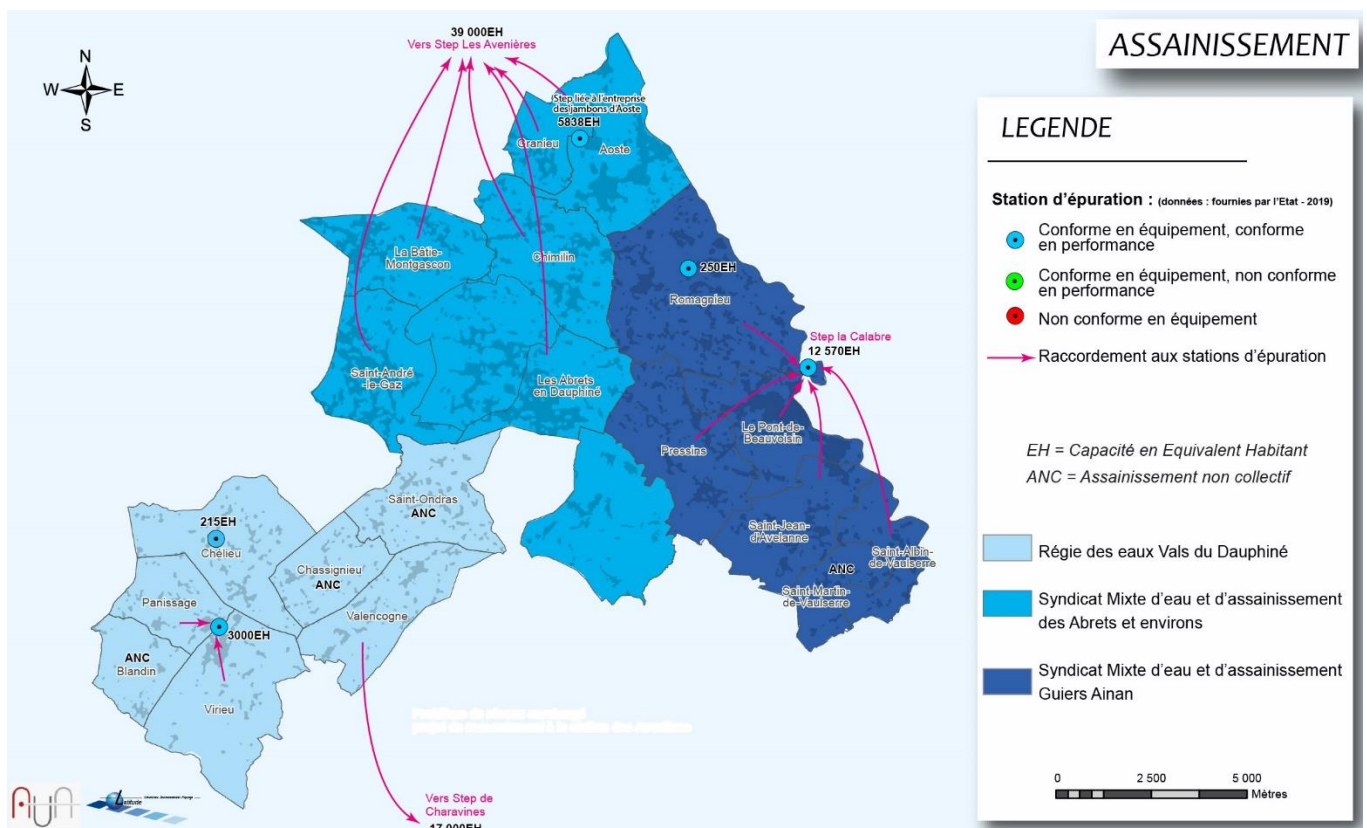 ASSAINISSEMENT
N
W
E
S
39 000EH
Vers Step Les Avenières
Step liée à l'entreprise
des jambons d'Aoste
5838EH
Granieu
Aoste
La Bâtie-
Montgascon
Chimilin
250EH
Romagnieu
Step la Calabre
12 570EH
Saint-André
-le-Gaz
Les Abrets
en Dauphiné
Le Pont-de-
Beauvoisin
Pressins
Saint-Ondras
ANC
215EH
Chélieu
Saint-Jean-
d'Avelanne
Saint-Albin-
de-Vaulserre
Chassignieu
ANC
ANC
Saint-Martin-
de-Vaulserre
Panissage
Valencogne
3000EH
ANC
Blandin
Virieu
Vers Step de
Charavines
17 000EH
LEGENDE
Station d'épuration : (données : fournies par l'Etat - 2019)
Conforme en équipement, conforme
en performance
Conforme en équipement, non conforme
en performance
Non conforme en équipement
Raccordement aux stations d'épuration
EH = Capacité en Equivalent Habitant
ANC = Assainissement non collectif
Régie des eaux Vals du Dauphiné
Syndicat Mixte d'eau et d'assainissement
des Abrets et environs
Syndicat Mixte d'eau et d'assainissement
Guiers Ainan
0 2 500 5 000
Mètres
AUA
Latitude